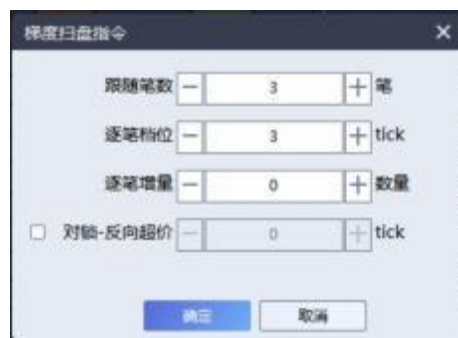 梯度扫盘指令
跟随笔数 3 笔
逐笔档位 3 tick
逐笔增量 0 数量
对锁-反向超价 0 tick
确定 取消